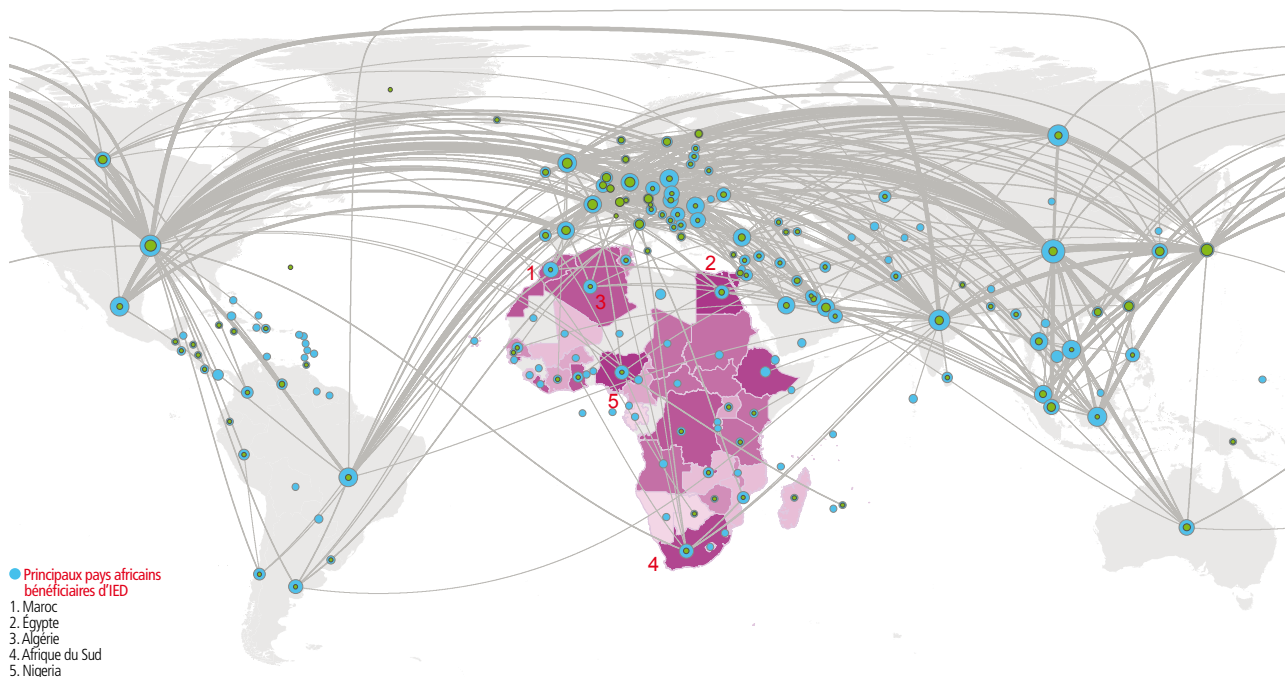 1
2
3
5
4
Principaux pays africains
bénéficiaires d'IED
1. Maroc
2. Égypte
3. Algérie
4. Afrique du Sud
5. Nigeria